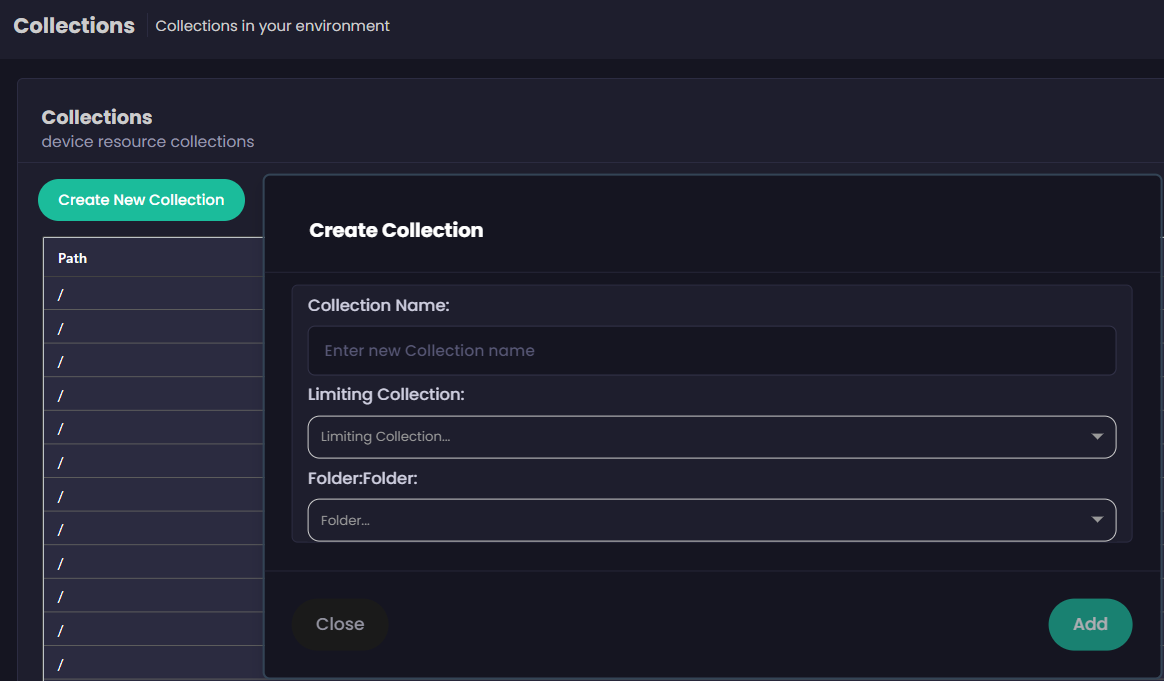 Collections Collections in your environment
Collections
device resource collections
Create New Collection
Path
/
/
/
/
/
/
/
/
/
/
/
/
Create Collection
Collection Name:
Enter new Collection name
Limiting Collection:
Limiting Collection...
Folder:Folder:
Folder...
Close
Add